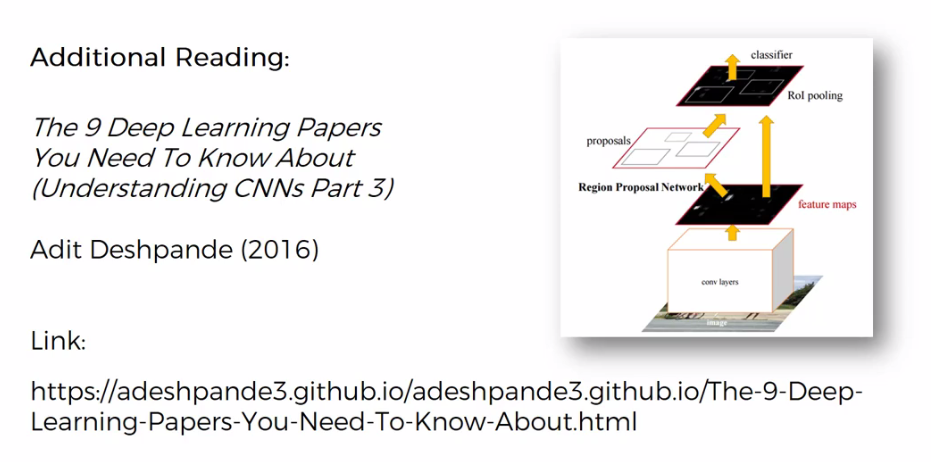 Additional Reading:
The 9 Deep Learning Papers
You Need To Know About
(Understanding CNNs Part 3)
Adit Deshpande (2016)
Link:
https://adeshpande3.github.io/adeshpande3.github.io/The-9-Deep-
Learning-Papers-You-Need-To-Know-About.html
classifier
RoI pooling
proposals
Region Proposal Network
feature maps
conv layers
image